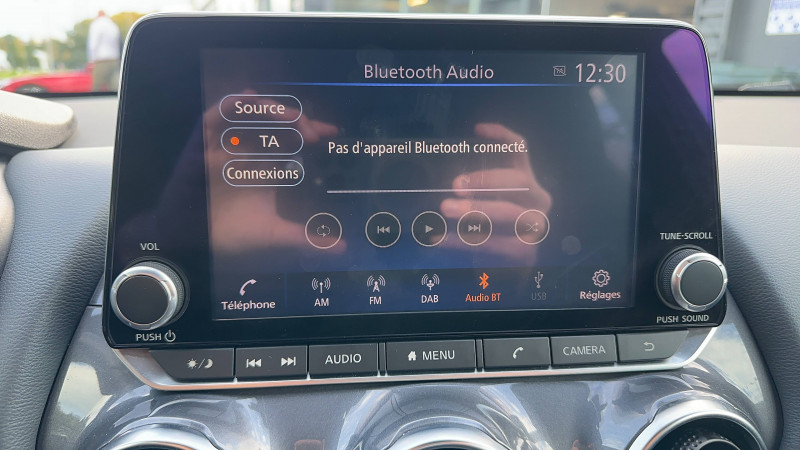 Bluetooth Audio
12:30
Source
TA
Pas d'appareil Bluetooth connecté.
Connexions
VOL
TUNE·SCROLL
Téléphone
AM
FM
DAB
Audio BT
USB
Réglages
PUSH
PUSH SOUND
AUDIO
MENU
CAMERA